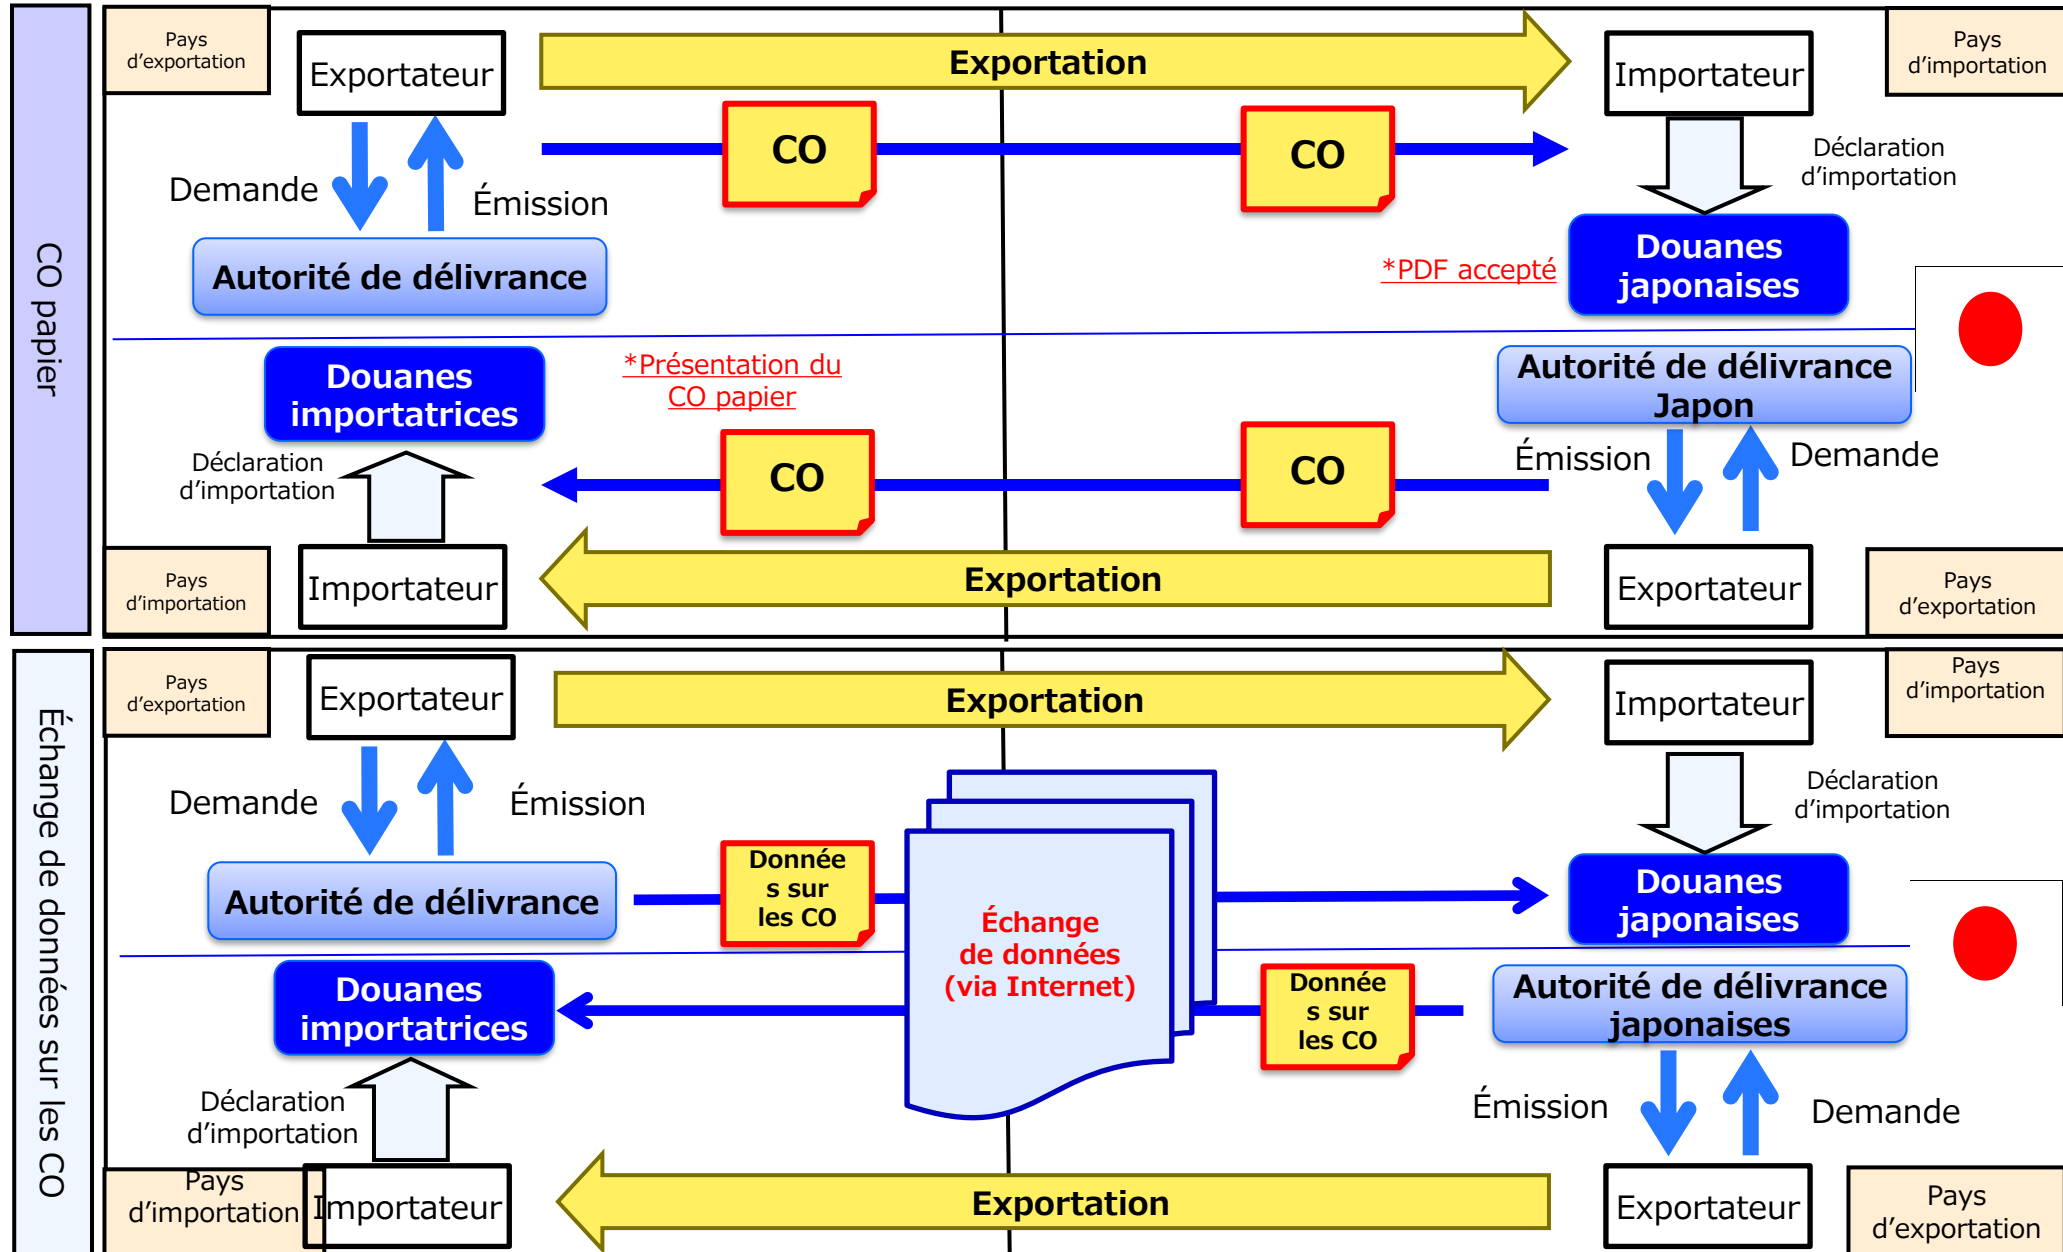 CO papier
Pays
d’exportation
Exportateur
Exportation
Importateur
Pays
d’importation
CO
CO
Demande
Émission
Déclaration
d’importation
Autorité de délivrance
*PDF accepté
Douanes
japonaises
Douanes
importatrices
*Présentation du
CO papier
Autorité de délivrance
Japon
Déclaration
d’importation
CO
CO
Émission
Demande
Pays
d’importation
Importateur
Exportation
Exportateur
Pays
d’exportation
Échange de données sur les CO
Pays
d’exportation
Exportateur
Exportation
Importateur
Pays
d’importation
Demande
Émission
Déclaration
d’importation
Autorité de délivrance
Donnée
s sur
les CO
Échange
de données
(via Internet)
Douanes
japonaises
Douanes
importatrices
Donnée
s sur
les CO
Autorité de délivrance
japonaises
Déclaration
d’importation
Émission
Demande
Pays
d’importation
Importateur
Exportation
Exportateur
Pays
d’exportation